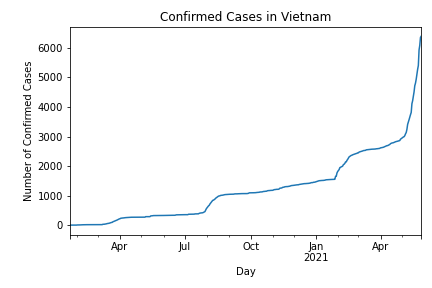 Confirmed Cases in Vietnam
Number of Confirmed Cases
6000
5000
4000
3000
2000
1000
0
Apr
Jul
Oct
Jan
2021
Apr
Day